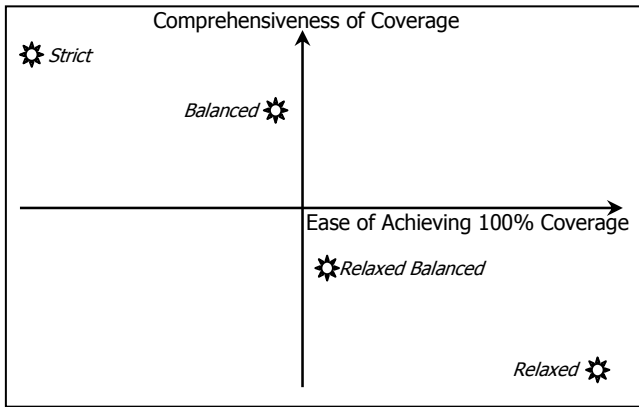 Comprehensiveness of Coverage
Strict
Balanced
Ease of Achieving 100% Coverage
Relaxed Balanced
Relaxed